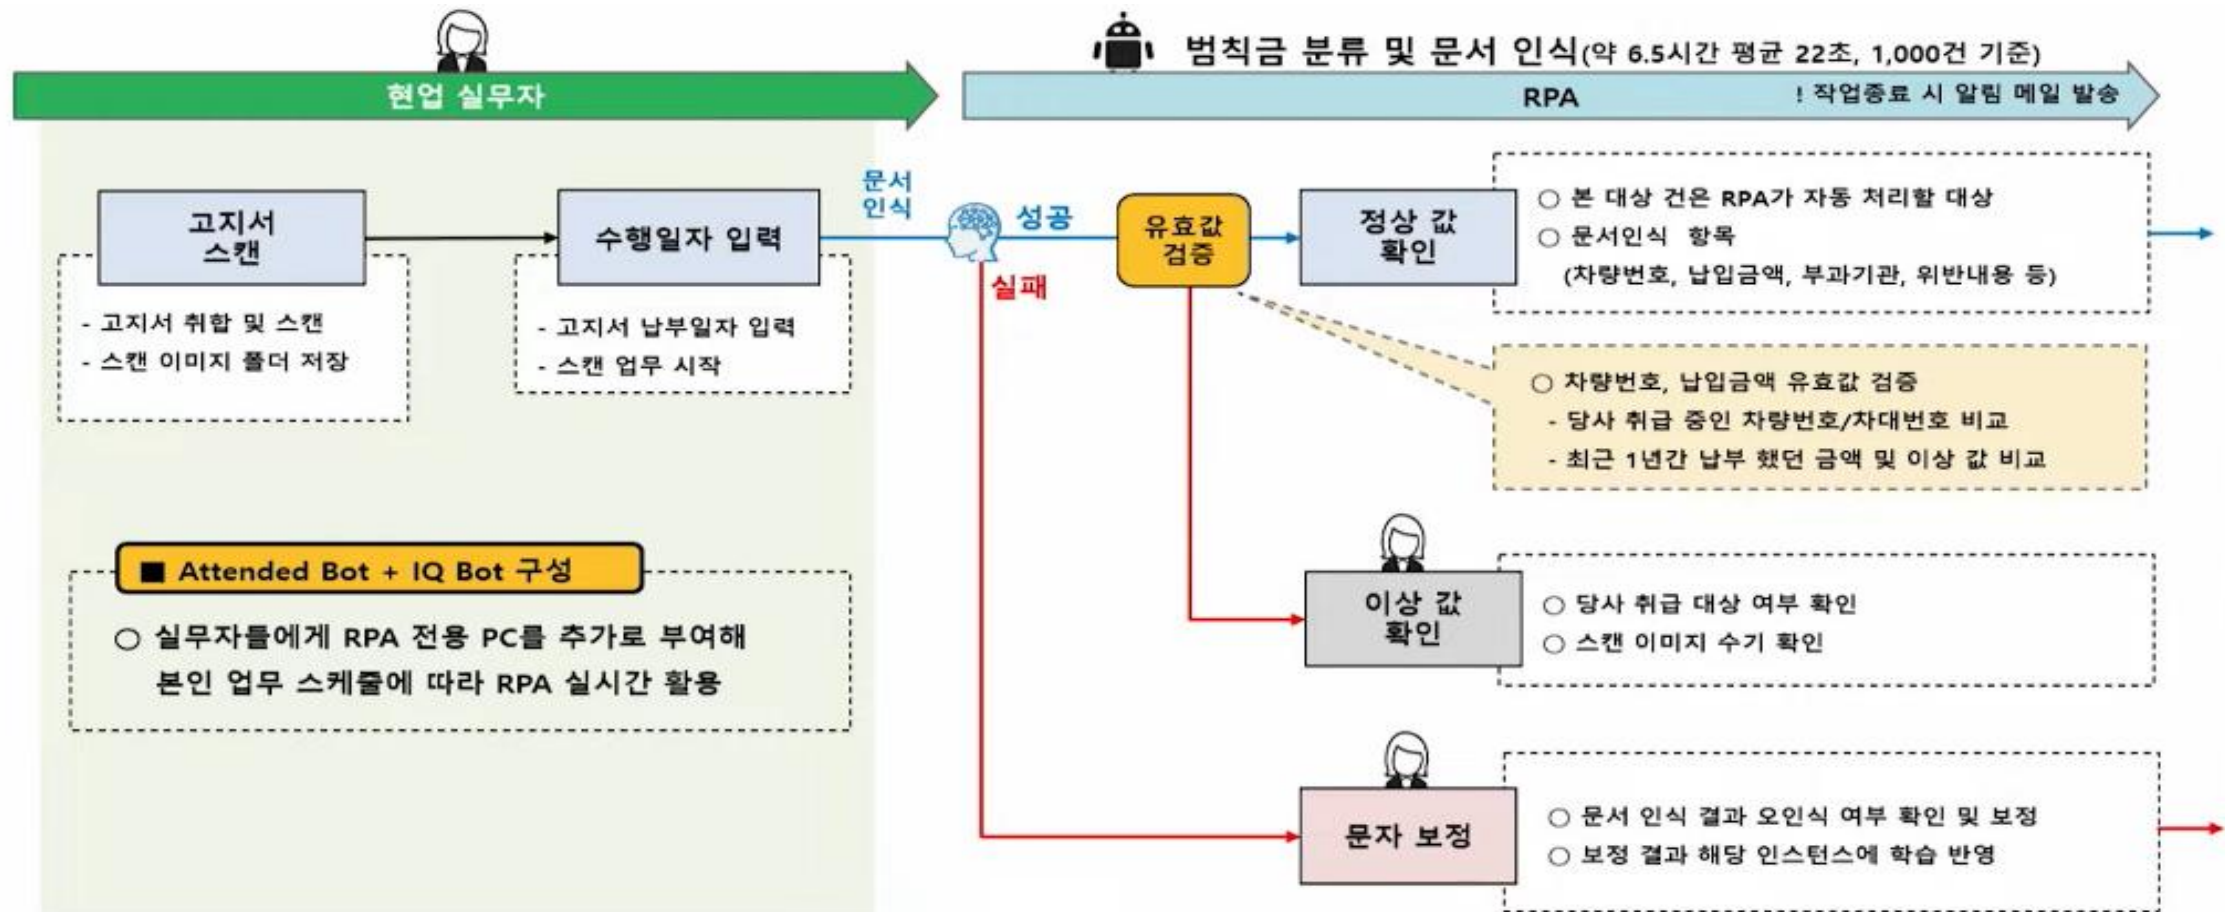 범칙금 분류 및 문서 인식(약 6.5시간 평균 22초, 1,000건 기준)
현업 실무자
RPA
! 작업종료 시 알림 메일 발송
고지서
스캔
- 고지서 취합 및 스캔
- 스캔 이미지 폴더 저장
수행일자 입력
- 고지서 납부일자 입력
- 스캔 업무 시작
문서
인식
성공
실패
유효값
검증
정상 값
확인
○ 본 대상 건은 RPA가 자동 처리할 대상
○ 문서인식 항목
(차량번호, 납입금액, 부과기관, 위반내용 등)
○ 차량번호, 납입금액 유효값 검증
- 당사 취급 중인 차량번호/차대번호 비교
- 최근 1년간 납부 했던 금액 및 이상 값 비교
■ Attended Bot + IQ Bot 구성
○ 실무자들에게 RPA 전용 PC를 추가로 부여해
본인 업무 스케줄에 따라 RPA 실시간 활용
이상 값
확인
○ 당사 취급 대상 여부 확인
○ 스캔 이미지 수기 확인
문자 보정
○ 문서 인식 결과 오인식 여부 확인 및 보정
○ 보정 결과 해당 인스턴스에 학습 반영